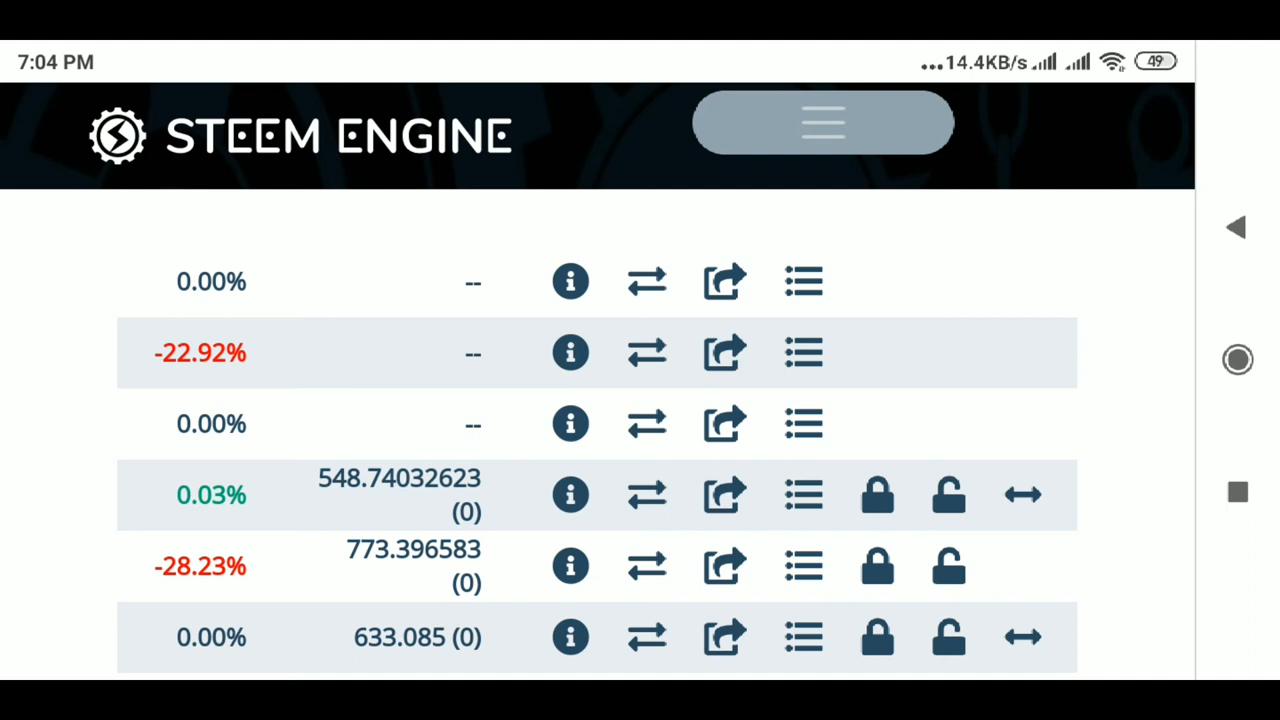 7:04 PM
...14.4KB/s 49
STEEM ENGINE
0.00% --
-22.92% --
0.00% --
0.03% 548.74032623
(0)
-28.23% 773.396583
(0)
0.00% 633.085 (0)